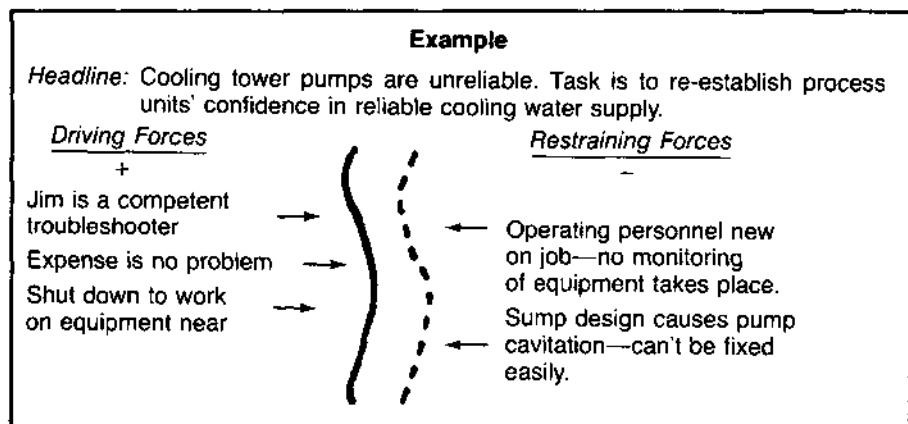 Example
Headline: Cooling tower pumps are unreliable. Task is to re-establish process
units' confidence in reliable cooling water supply.
Driving Forces
+
Jim is a competent
troubleshooter
Expense is no problem
Shut down to work
on equipment near
Restraining Forces
–
Operating personnel new
on job—no monitoring
of equipment takes place.
Sump design causes pump
cavitation—can't be fixed
easily.